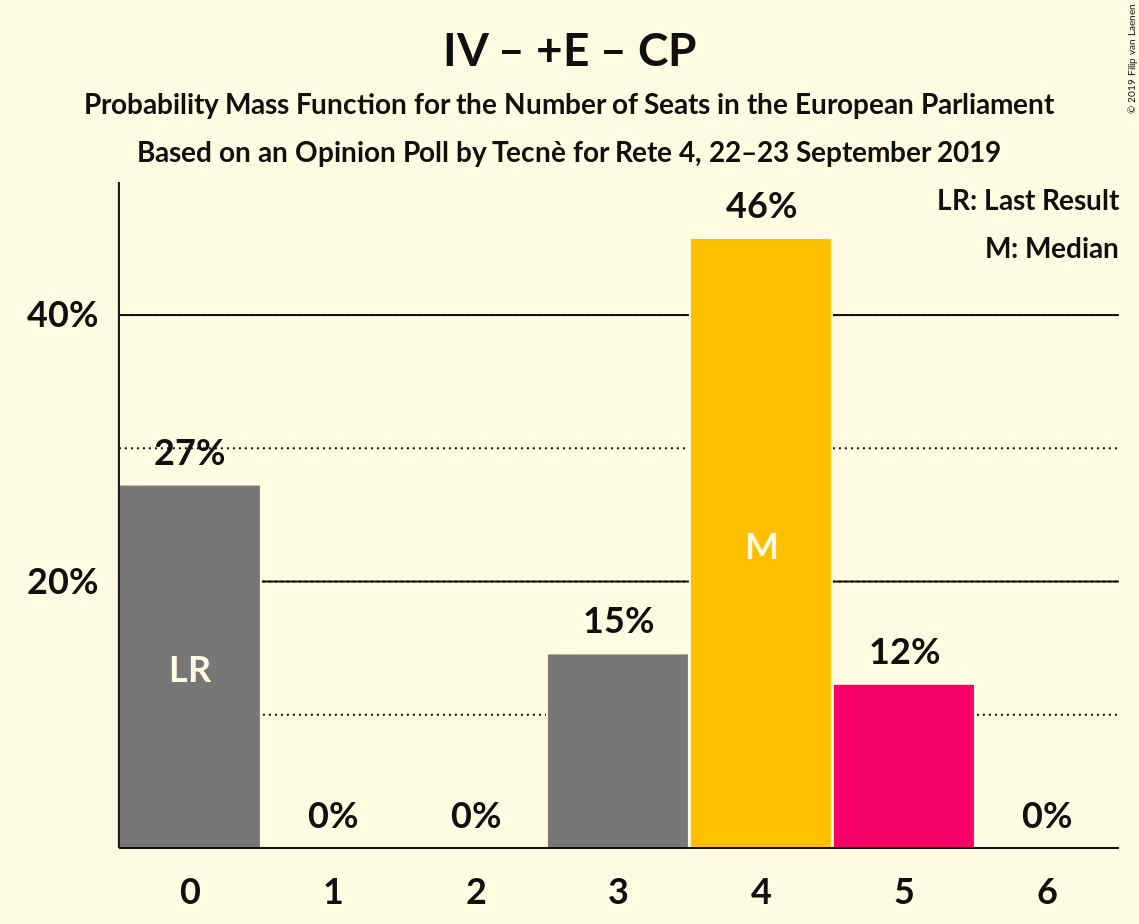 IV – +E – CP
Probability Mass Function for the Number of Seats in the European Parliament
Based on an Opinion Poll by Tecnè for Rete 4, 22–23 September 2019
© 2019 Filip van Laenen
LR: Last Result
M: Median
46%
40%
27%
M
20%
15%
12%
LR
0%
0%
0%
0
1
2
3
4
5
6